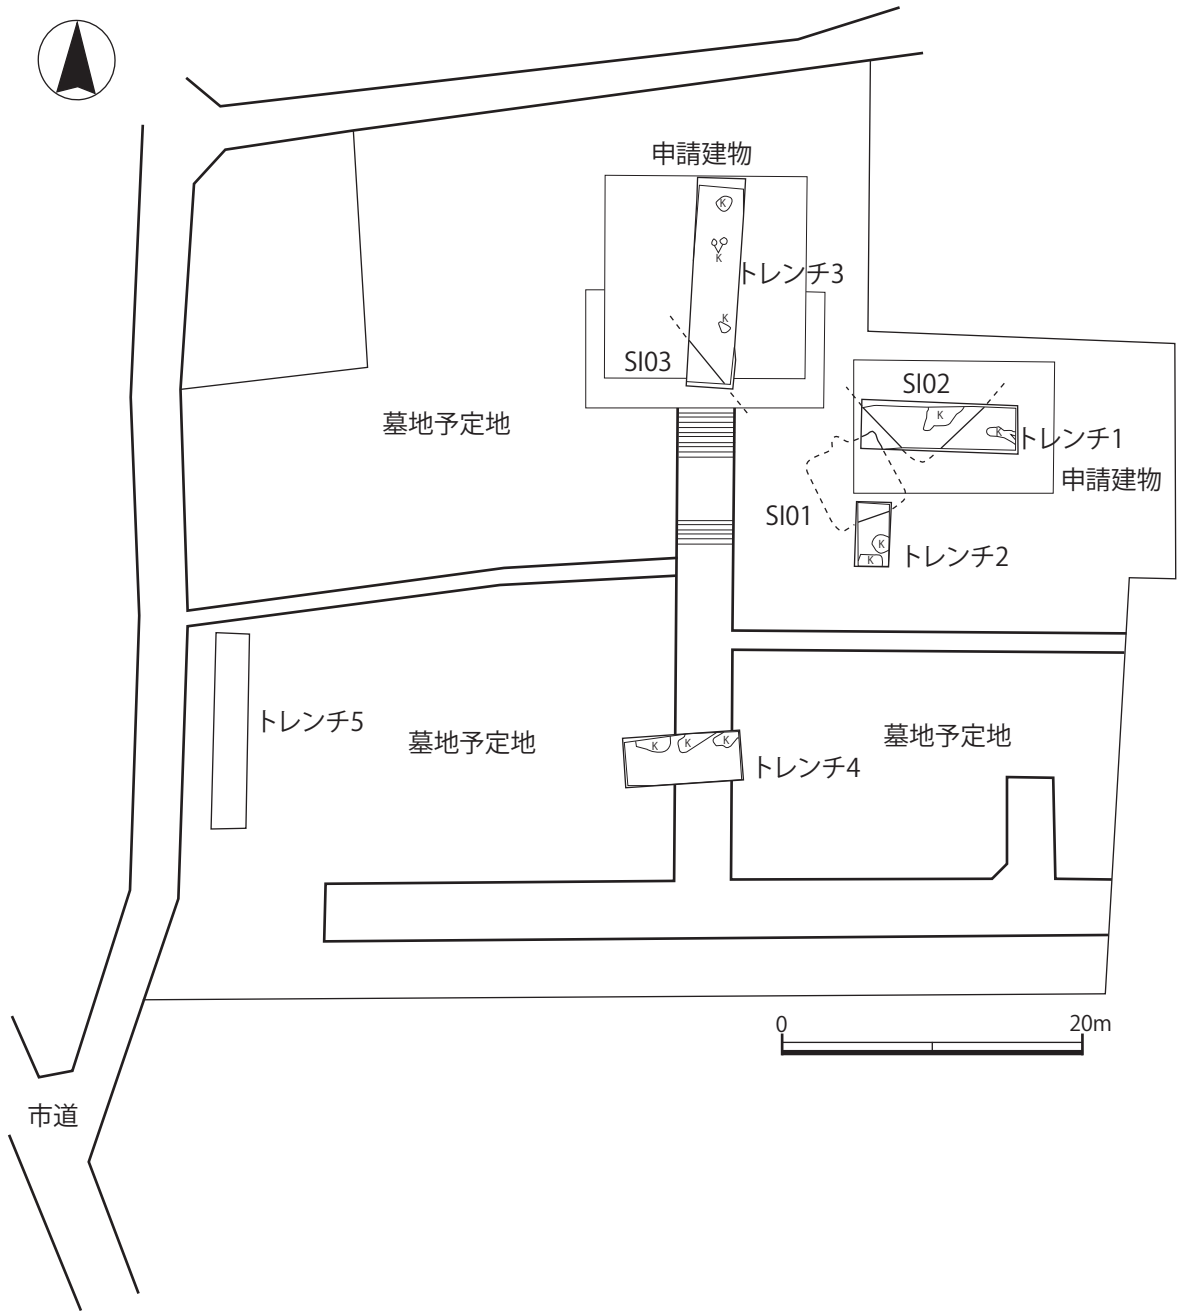 申請建物
K
K
トレンチ3
K
SI03
SI02
K
K
トレンチ1
墓地予定地
申請建物
SI01
K
トレンチ2
K
トレンチ5
墓地予定地
K
K
K
墓地予定地
トレンチ4
0
20m
市道